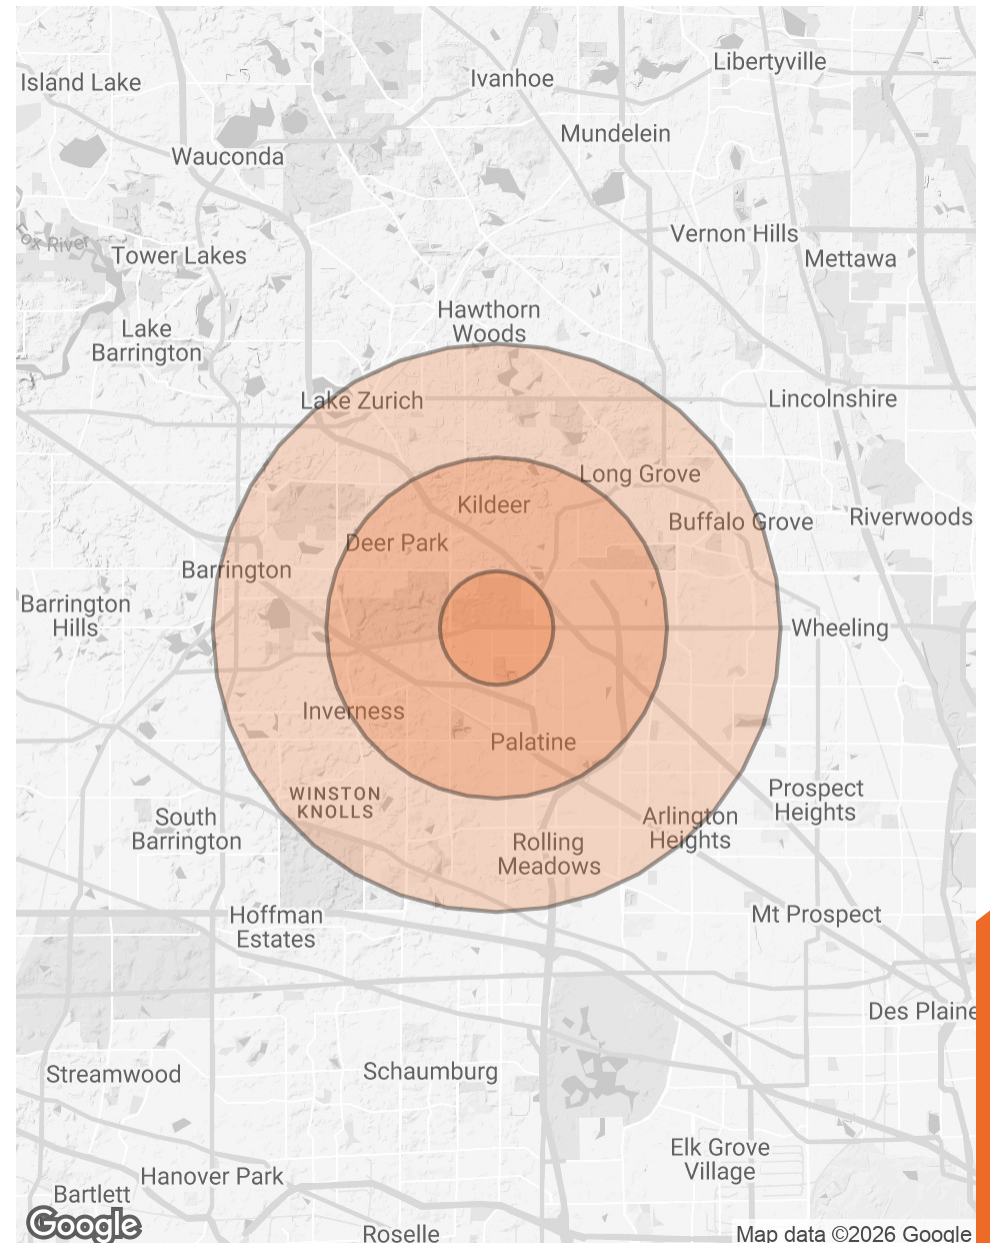 Libertyville
Ivanhoe
Island Lake
Mundelein
Wauconda
Vernon Hills
Fox River
Tower Lakes
Mettawa
Hawthorn
Woods
Lake
Barrington
Lake Zurich
Lincolnshire
Long Grove
Kildeer
Buffalo Grove
Riverwoods
Deer Park
Barrington
Barrington
Hills
Wheeling
Inverness
Palatine
WINSTON
KNOLLS
Prospect
Heights
South
Barrington
Arlington
Heights
Rolling
Meadows
Hoffman
Estates
Mt Prospect
Des Plaine
Streamwood
Schaumburg
Elk Grove
Village
Hanover Park
Bartlett
Google
Roselle
Map data ©2026 Google